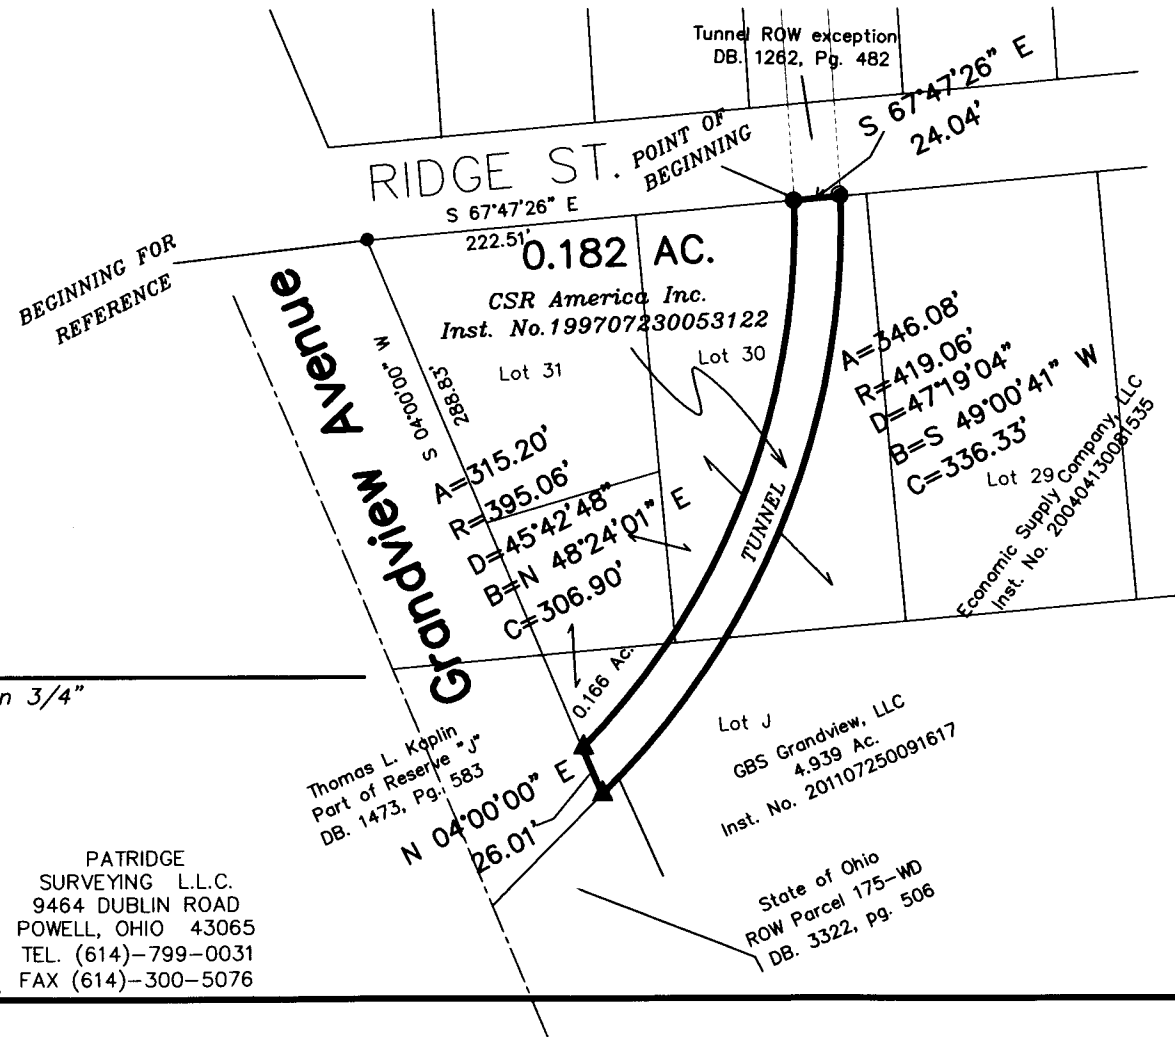 Tunnel ROW exception
DB. 1262, Pg. 482
S 67°47'26" E
24.04'
POINT OF
BEGINNING
RIDGE ST.
S 67°47'26" E
222.51'
BEGINNING FOR
REFERENCE
0.182 AC.
CSR America Inc.
Inst. No.199707230053122
Grandview Avenue
S 04°00'00" W
288.83'
Lot 31
Lot 30
A=346.08'
R=419.06'
D=47°19'04"
B=S 49°00'41" W
C=336.33'
Lot 29
Economic Supply Company, LLC
Inst. No. 200404130081535
A=315.20'
R=395.06'
D=45°42'48"
B=N 48°24'01" E
C=306.90'
TUNNEL
0.166 Ac.
n 3/4"
Thomas L. Kaplin
Part of Reserve "J"
DB. 1473, Pg. 583
N 04°00'00" E
26.01'
Lot J
GBS Grandview, LLC
4.939 Ac.
Inst. No. 201107250091617
State of Ohio
ROW Parcel 175-WD
DB. 3322, pg. 506
PATRIDGE
SURVEYING L.L.C.
9464 DUBLIN ROAD
POWELL, OHIO 43065
TEL. (614)-799-0031
FAX (614)-300-5076